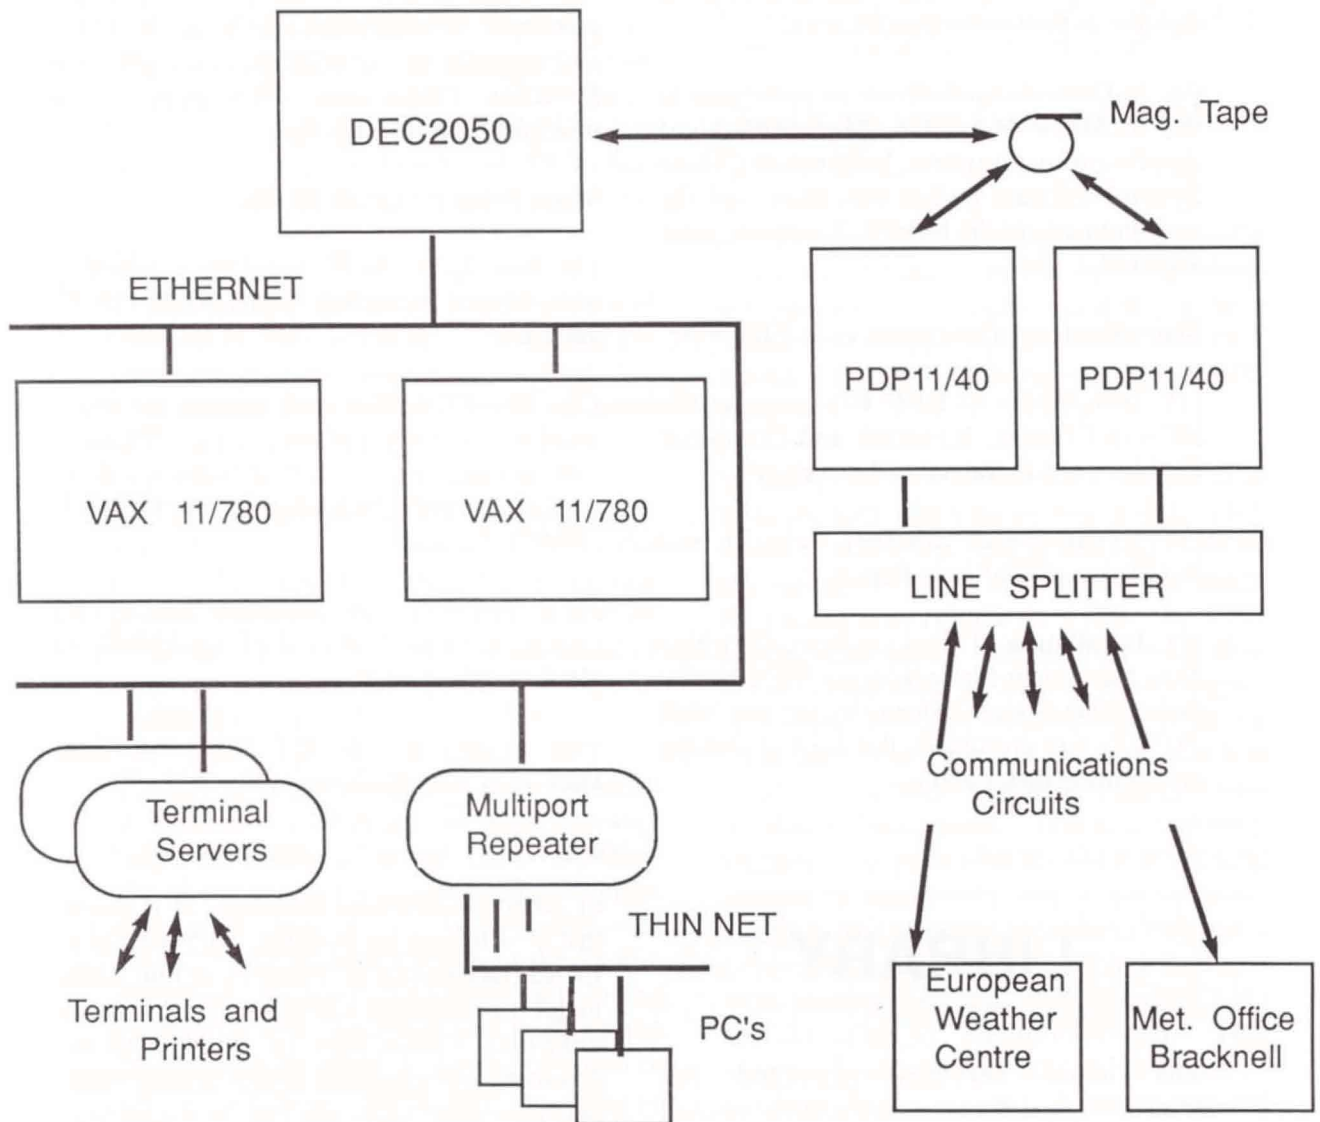 DEC2050
Mag. Tape
ETHERNET
PDP11/40
PDP11/40
VAX 11/780
VAX 11/780
LINE SPLITTER
Communications
Circuits
Terminal
Servers
Multiport
Repeater
THIN NET
Terminals and
Printers
PC's
European
Weather
Centre
Met. Office
Bracknell